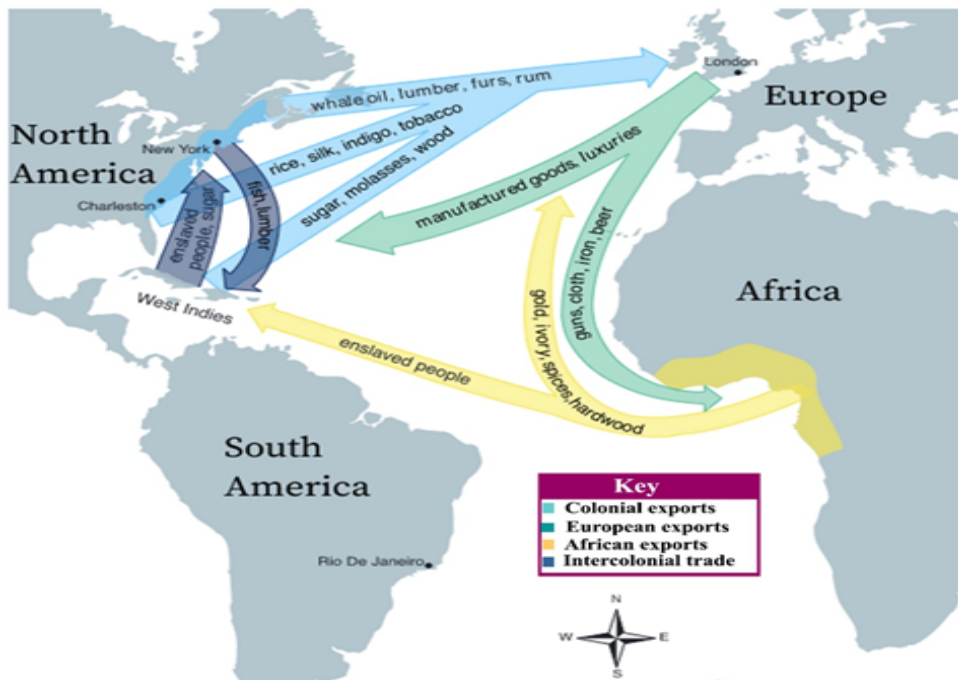 North
America
New York
Charleston
whale oil, lumber, furs, rum
rice, silk, indigo, tobacco
sugar, molasses, wood
fish, lumber
enslaved
people, sugar
West Indies
London
Europe
manufactured goods, luxuries
guns, cloth, iron, beer
gold, ivory, spices, hardwood
enslaved people
Africa
South
America
Rio De Janeiro
Key
Colonial exports
European exports
African exports
Intercolonial trade
N
W
E
S